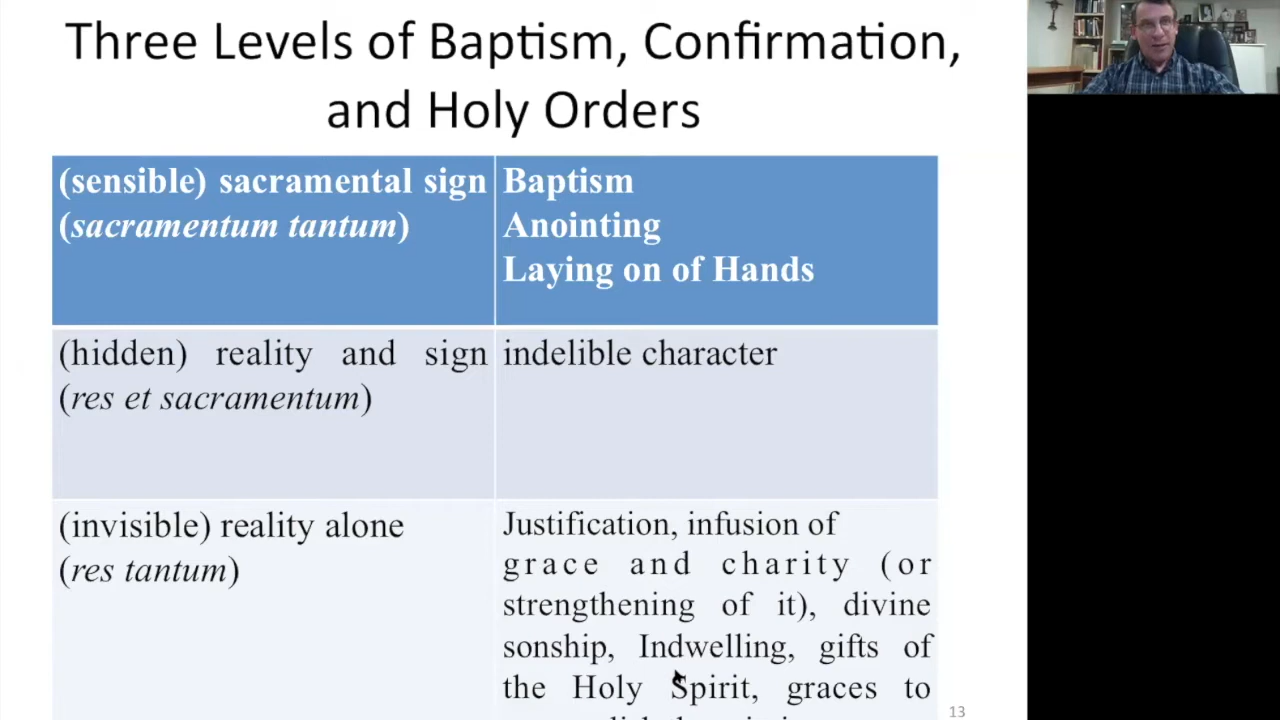 Three Levels of Baptism, Confirmation,
and Holy Orders
(sensible) sacramental sign
(sacramentum tantum)
Baptism
Anointing
Laying on of Hands
(hidden) reality and sign
(res et sacramentum)
indelible character
(invisible) reality alone
(res tantum)
Justification, infusion of
grace and charity (or
strengthening of it), divine
sonship, Indwelling, gifts of
the Holy Spirit, graces to
13